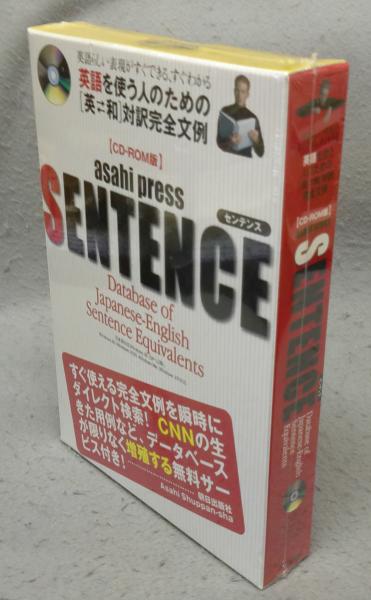 英語らしい表現がすぐできる、すぐわかる
英語を使う人のための
[英⇄和]対訳完全文例
[CD-ROM版]
asahi press
SENTENCE
センテンス
Database of
Japanese-English
Sentence Equivalents
すぐ使える完全文例を瞬時に
ダイレクト検索! CNNの生
きた用例など、データベース
が限りなく増殖する無料サー
ビス付き!
朝日出版社
Asahi Shuppan-sha
[CD-ROM版]
SENTENCE
Database of
Japanese-English
Sentence
Equivalents